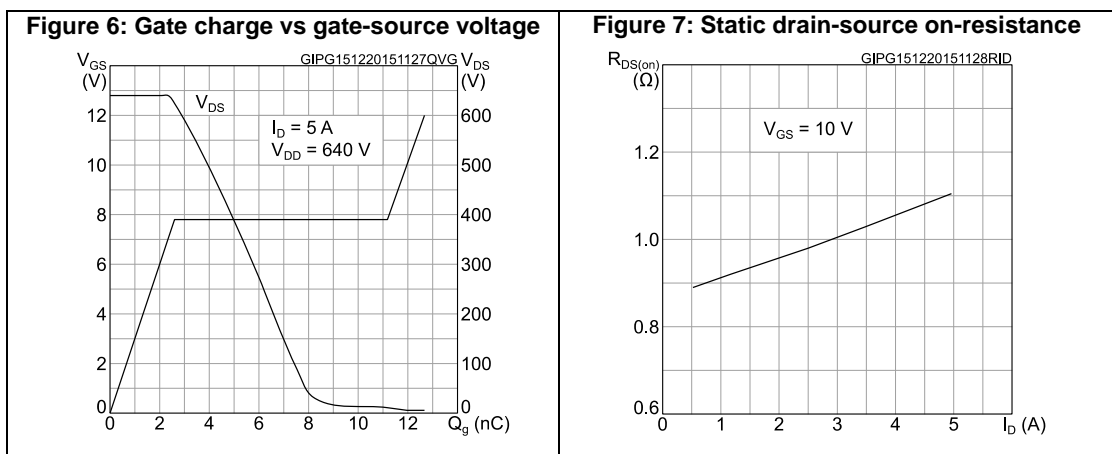 Figure 6: Gate charge vs gate-source voltage
V_GS (V)
GIPG151220151127QVG
V_DS (V)
V_DS
I_D = 5 A
V_DD = 640 V
12
10
8
6
4
2
0
600
500
400
300
200
100
0
0 2 4 6 8 10 12 Q_g (nC)
Figure 7: Static drain-source on-resistance
R_DS(on) (Ω)
GIPG151220151128RID
V_GS = 10 V
1.2
1.0
0.8
0.6
0 1 2 3 4 5 I_D (A)